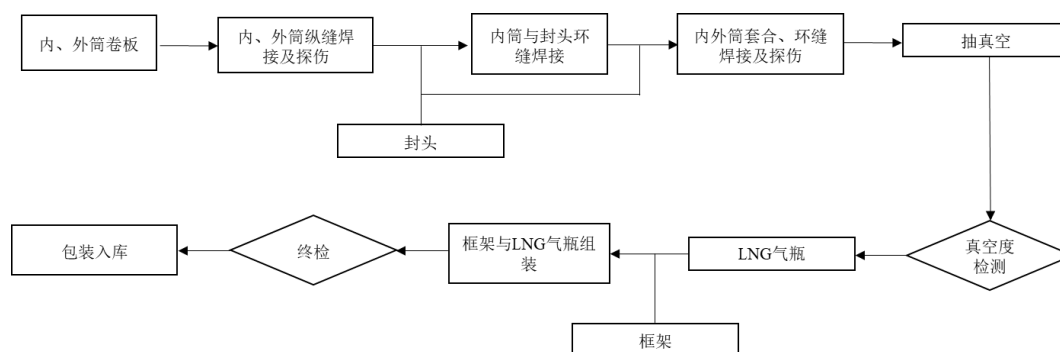 内、外筒卷板
内、外筒纵缝焊
接及探伤
内筒与封头环
缝焊接
内外筒套合、环缝
焊接及探伤
抽真空
封头
包装入库
终检
框架与LNG气瓶组
装
LNG气瓶
真空度
检测
框架